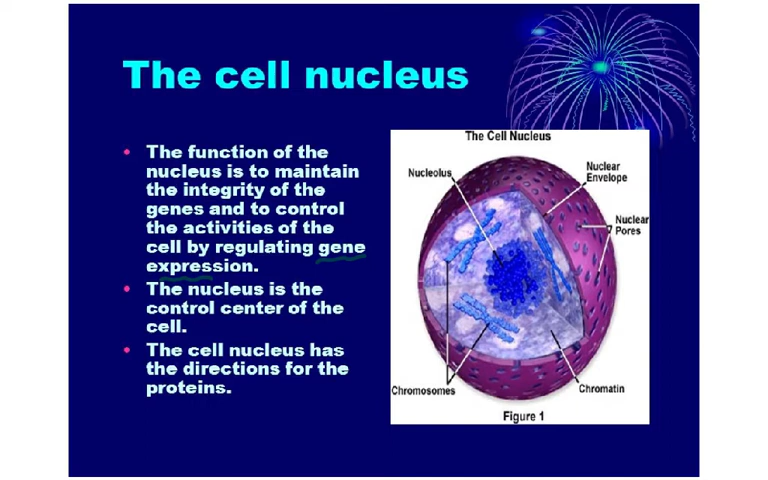 The cell nucleus
• The function of the
nucleus is to maintain
the integrity of the
genes and to control
the activities of the
cell by regulating gene
expression.
• The nucleus is the
control center of the
cell.
• The cell nucleus has
the directions for the
proteins.
The Cell Nucleus
Nucleolus
Nuclear
Envelope
Nuclear
Pores
Chromosomes
Chromatin
Figure 1